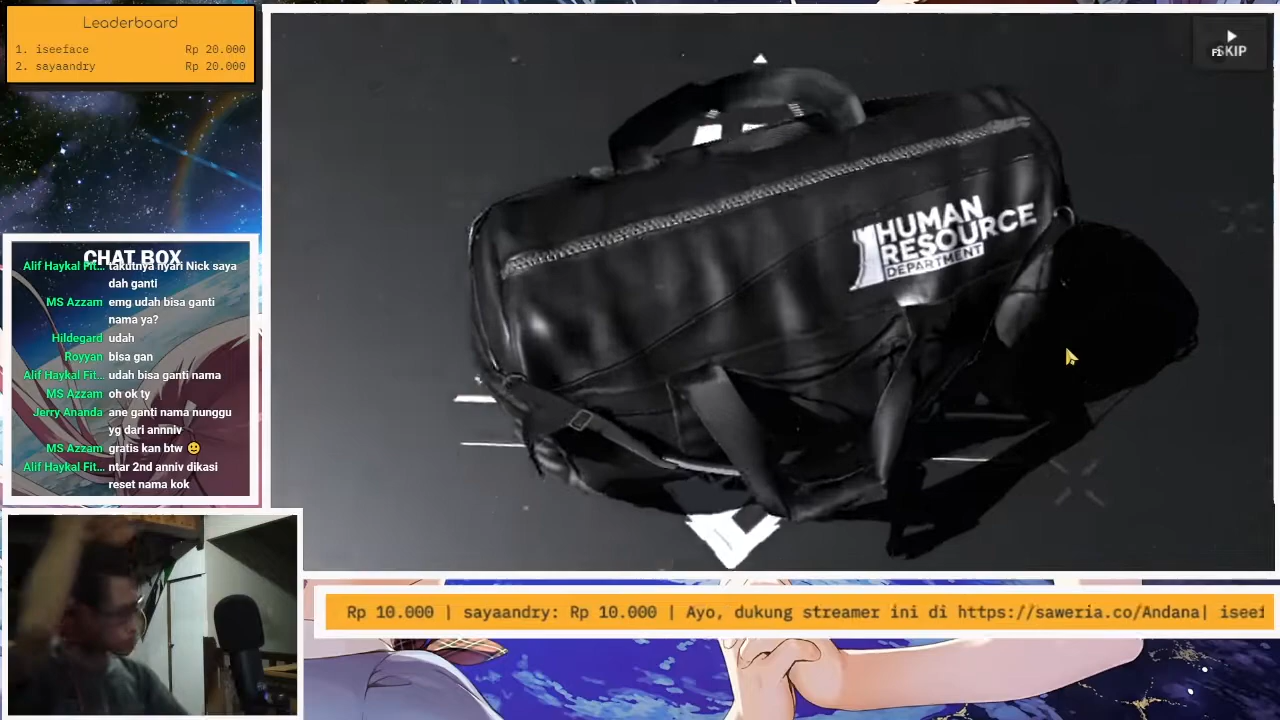 Leaderboard
1. iseeface Rp 20.000
2. sayaandry Rp 20.000
F1 SKIP
HUMAN
RESOURCE
DEPARTMENT
CHAT BOX
Alif Haykal Fit... takutnya nyari Nick saya
dah ganti
MS Azzam emg udah bisa ganti
nama ya?
Hildegard udah
Royyan bisa gan
Alif Haykal Fit... udah bisa ganti nama
MS Azzam oh ok ty
Jerry Ananda ane ganti nama nunggu
yg dari annniv
MS Azzam gratis kan btw 😃
Alif Haykal Fit... ntar 2nd anniv dikasi
reset nama kok
Rp 10.000 | sayaandry: Rp 10.000 | Ayo, dukung streamer ini di https://saweria.co/Andana| iseef